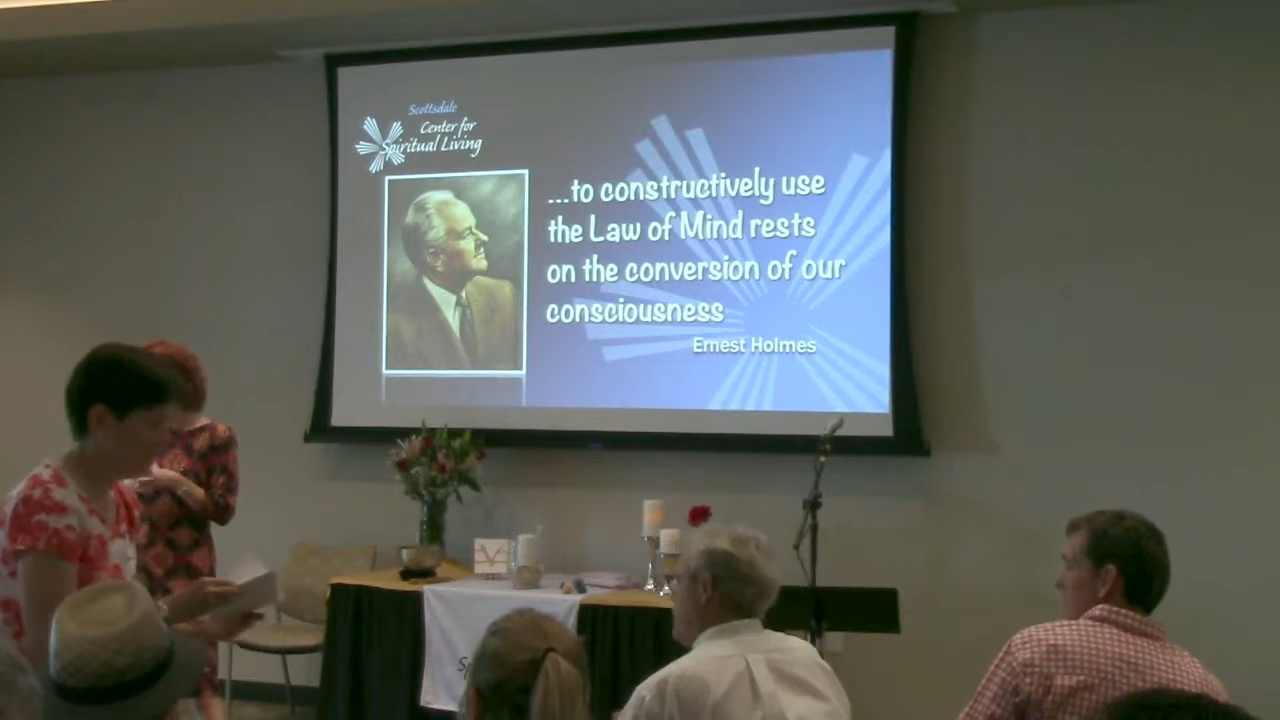 Scottsdale
Center for
Spiritual Living
...to constructively use
the Law of Mind rests
on the conversion of our
consciousness
Ernest Holmes